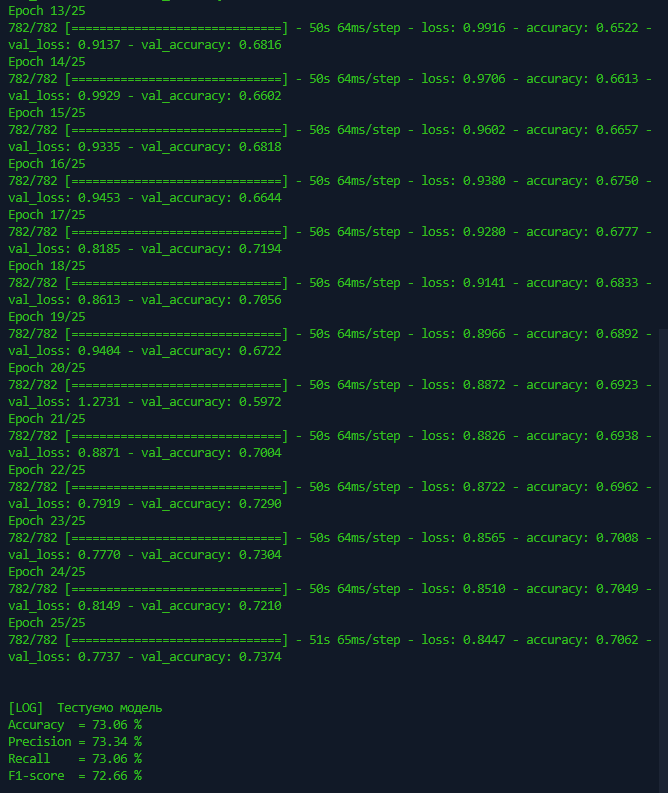 Epoch 13/25
782/782 [==============================] - 50s 64ms/step - loss: 0.9916 - accuracy: 0.6522 -
val_loss: 0.9137 - val_accuracy: 0.6816
Epoch 14/25
782/782 [==============================] - 50s 64ms/step - loss: 0.9706 - accuracy: 0.6613 -
val_loss: 0.9929 - val_accuracy: 0.6602
Epoch 15/25
782/782 [==============================] - 50s 64ms/step - loss: 0.9602 - accuracy: 0.6657 -
val_loss: 0.9335 - val_accuracy: 0.6818
Epoch 16/25
782/782 [==============================] - 50s 64ms/step - loss: 0.9380 - accuracy: 0.6750 -
val_loss: 0.9453 - val_accuracy: 0.6644
Epoch 17/25
782/782 [==============================] - 50s 64ms/step - loss: 0.9280 - accuracy: 0.6777 -
val_loss: 0.8185 - val_accuracy: 0.7194
Epoch 18/25
782/782 [==============================] - 50s 64ms/step - loss: 0.9141 - accuracy: 0.6833 -
val_loss: 0.8613 - val_accuracy: 0.7056
Epoch 19/25
782/782 [==============================] - 50s 64ms/step - loss: 0.8966 - accuracy: 0.6892 -
val_loss: 0.9404 - val_accuracy: 0.6722
Epoch 20/25
782/782 [==============================] - 50s 64ms/step - loss: 0.8872 - accuracy: 0.6923 -
val_loss: 1.2731 - val_accuracy: 0.5972
Epoch 21/25
782/782 [==============================] - 50s 64ms/step - loss: 0.8826 - accuracy: 0.6938 -
val_loss: 0.8871 - val_accuracy: 0.7004
Epoch 22/25
782/782 [==============================] - 50s 64ms/step - loss: 0.8722 - accuracy: 0.6962 -
val_loss: 0.7919 - val_accuracy: 0.7290
Epoch 23/25
782/782 [==============================] - 50s 64ms/step - loss: 0.8565 - accuracy: 0.7008 -
val_loss: 0.7770 - val_accuracy: 0.7304
Epoch 24/25
782/782 [==============================] - 50s 64ms/step - loss: 0.8510 - accuracy: 0.7049 -
val_loss: 0.8149 - val_accuracy: 0.7210
Epoch 25/25
782/782 [==============================] - 51s 65ms/step - loss: 0.8447 - accuracy: 0.7062 -
val_loss: 0.7737 - val_accuracy: 0.7374
[LOG]  Тестуємо модель
Accuracy  = 73.06 %
Precision = 73.34 %
Recall    = 73.06 %
F1-score  = 72.66 %